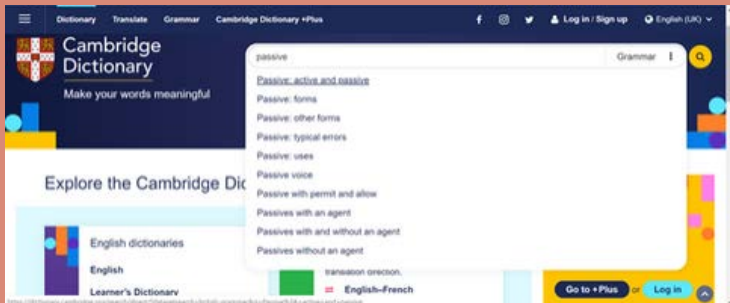 Dictionary Translate Grammar Cambridge Dictionary +Plus Log in / Sign up English (UK)
Cambridge
Dictionary
Make your words meaningful
passive Grammar
Passive: active and passive
Passive: forms
Passive: other forms
Passive: typical errors
Passive: uses
Passive voice
Passive with permit and allow
Passives with an agent
Passives with and without an agent
Passives without an agent
Explore the Cambridge Dic
English dictionaries
English
Learner's Dictionary
translation direction.
English–French
Go to +Plus or Log in